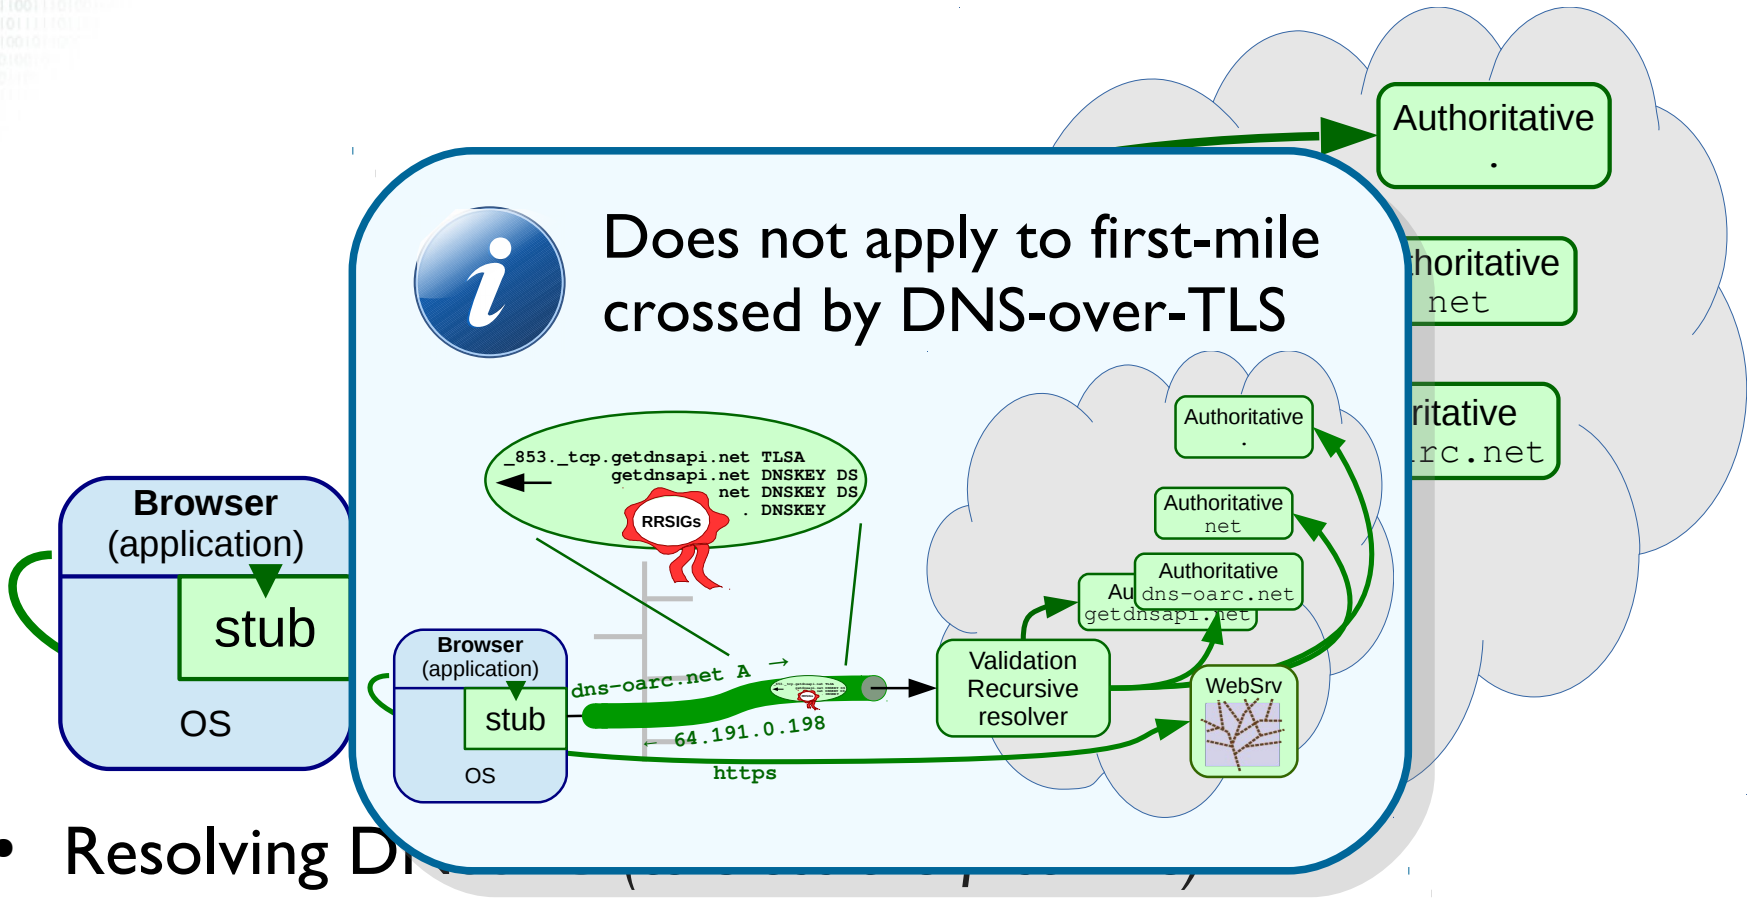 Authoritative
.
Does not apply to first-mile
crossed by DNS-over-TLS
net
rc.net
Browser
(application)
stub
OS
_853._tcp.getdnsapi.net TLSA
getdnsapi.net DNSKEY DS
net DNSKEY DS
. DNSKEY
RRSIGs
Authoritative
.
Authoritative
net
Authoritative
dns-oarc.net
Au
getdnsapi.net
Browser
(application)
stub
OS
dns-oarc.net A →
← 64.191.0.198
https
Validation
Recursive
resolver
WebSrv
• Resolving